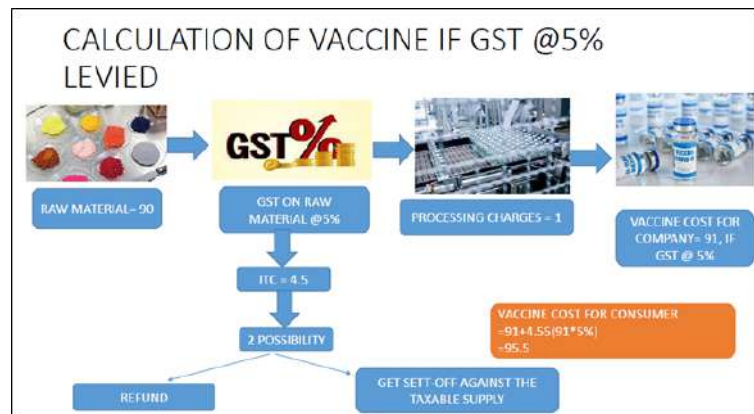 CALCULATION OF VACCINE IF GST @5%
LEVIED
GST%
RAW MATERIAL= 90
GST ON RAW
MATERIAL @5%
PROCESSING CHARGES = 1
VACCINE COST FOR
COMPANY= 91, IF
GST @ 5%
ITC = 4.5
2 POSSIBILITY
VACCINE COST FOR CONSUMER
=91+4.55(91*5%)
=95.5
REFUND
GET SETT-OFF AGAINST THE
TAXABLE SUPPLY